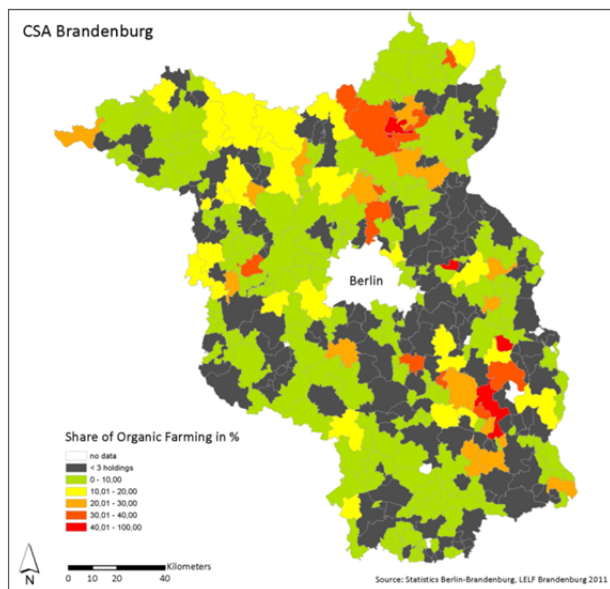 CSA Brandenburg
Berlin
Share of Organic Farming in %
no data
< 3 holdings
0 - 10,00
10,01 - 20,00
20,01 - 30,00
30,01 - 40,00
40,01 - 100,00
N
Kilometers
0 10 20 40
Source: Statistics Berlin-Brandenburg, LELF Brandenburg 2011